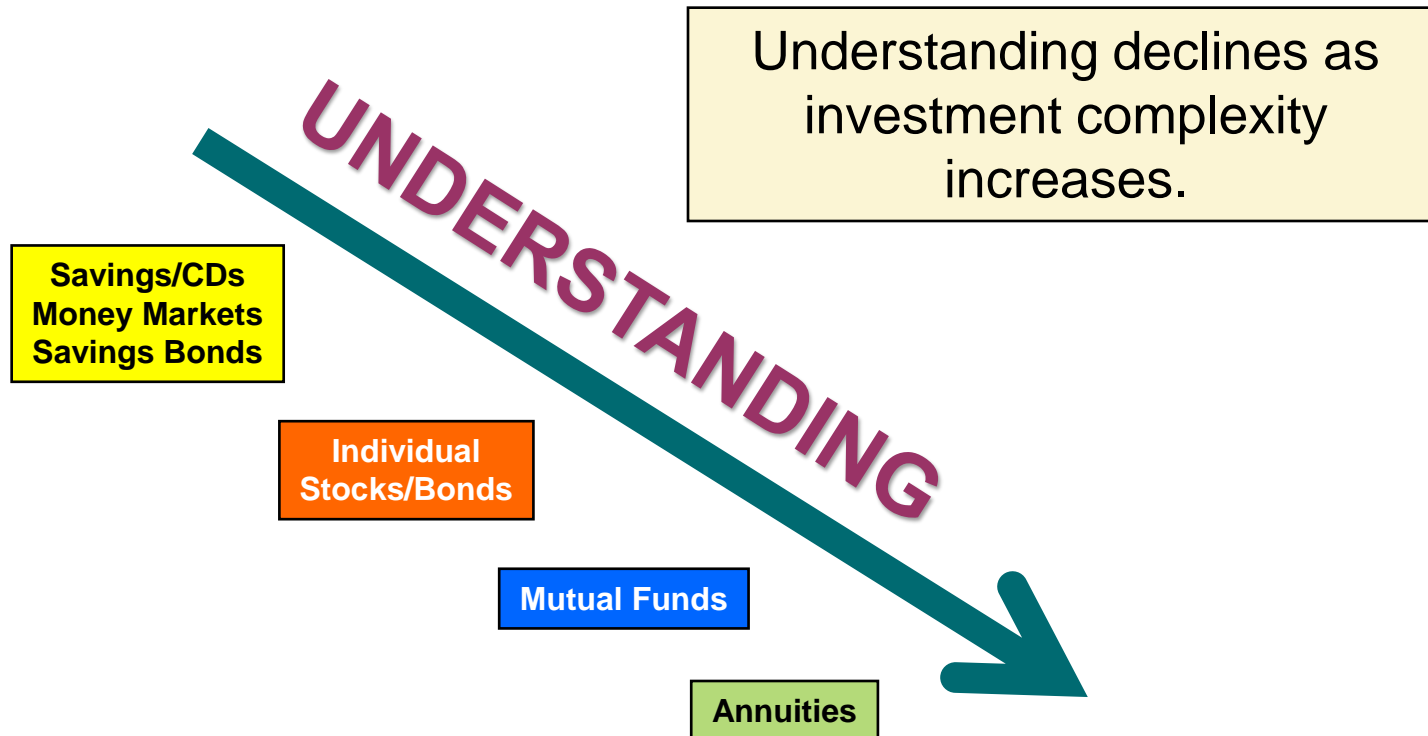 Understanding declines as
investment complexity
increases.
UNDERSTANDING
Savings/CDs
Money Markets
Savings Bonds
Individual
Stocks/Bonds
Mutual Funds
Annuities